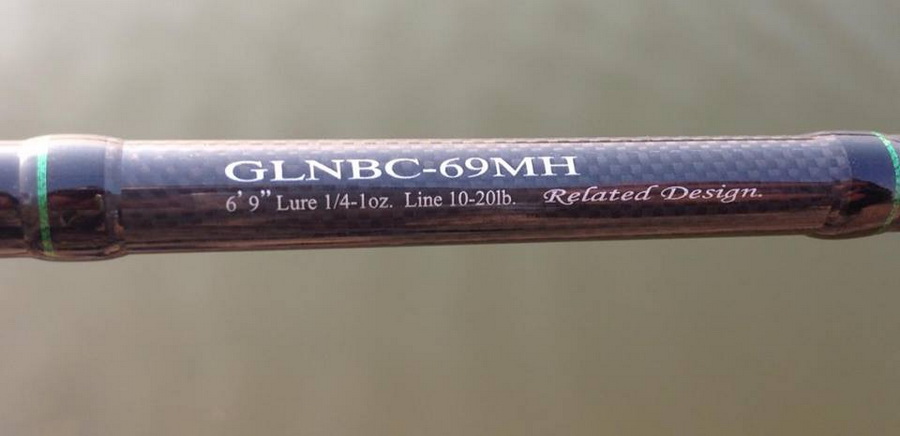 GLNBC-69MH
6' 9" Lure 1/4-1oz. Line 10-20lb. Related Design.